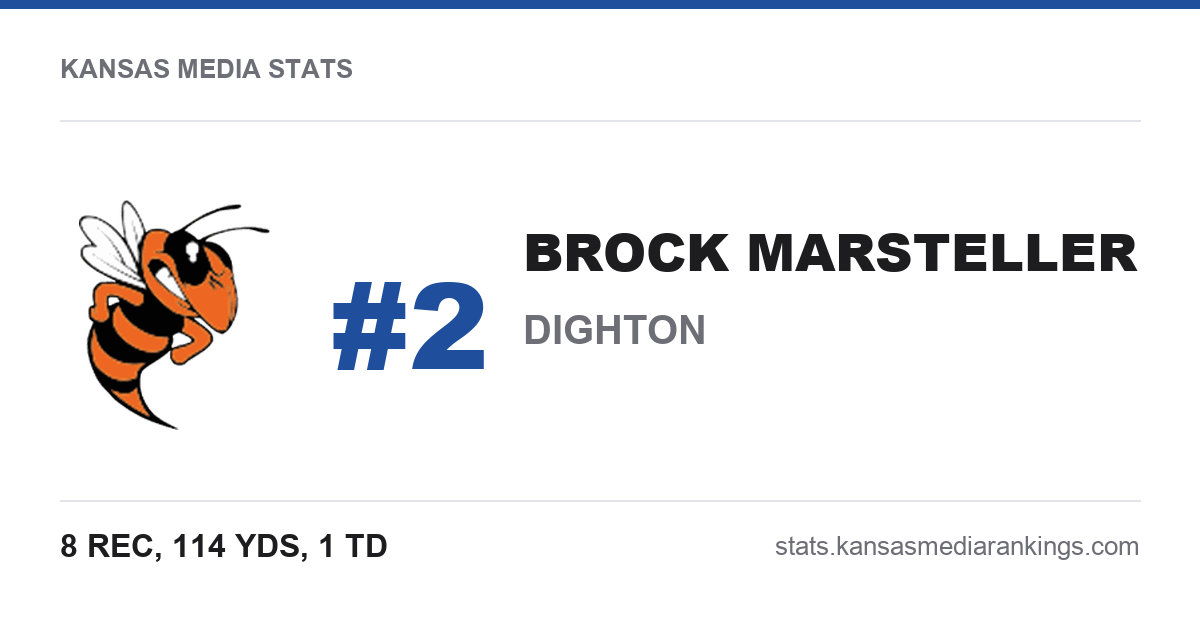 KANSAS MEDIA STATS
#2
BROCK MARSTELLER
DIGHTON
8 REC, 114 YDS, 1 TD
stats.kansasmediarankings.com